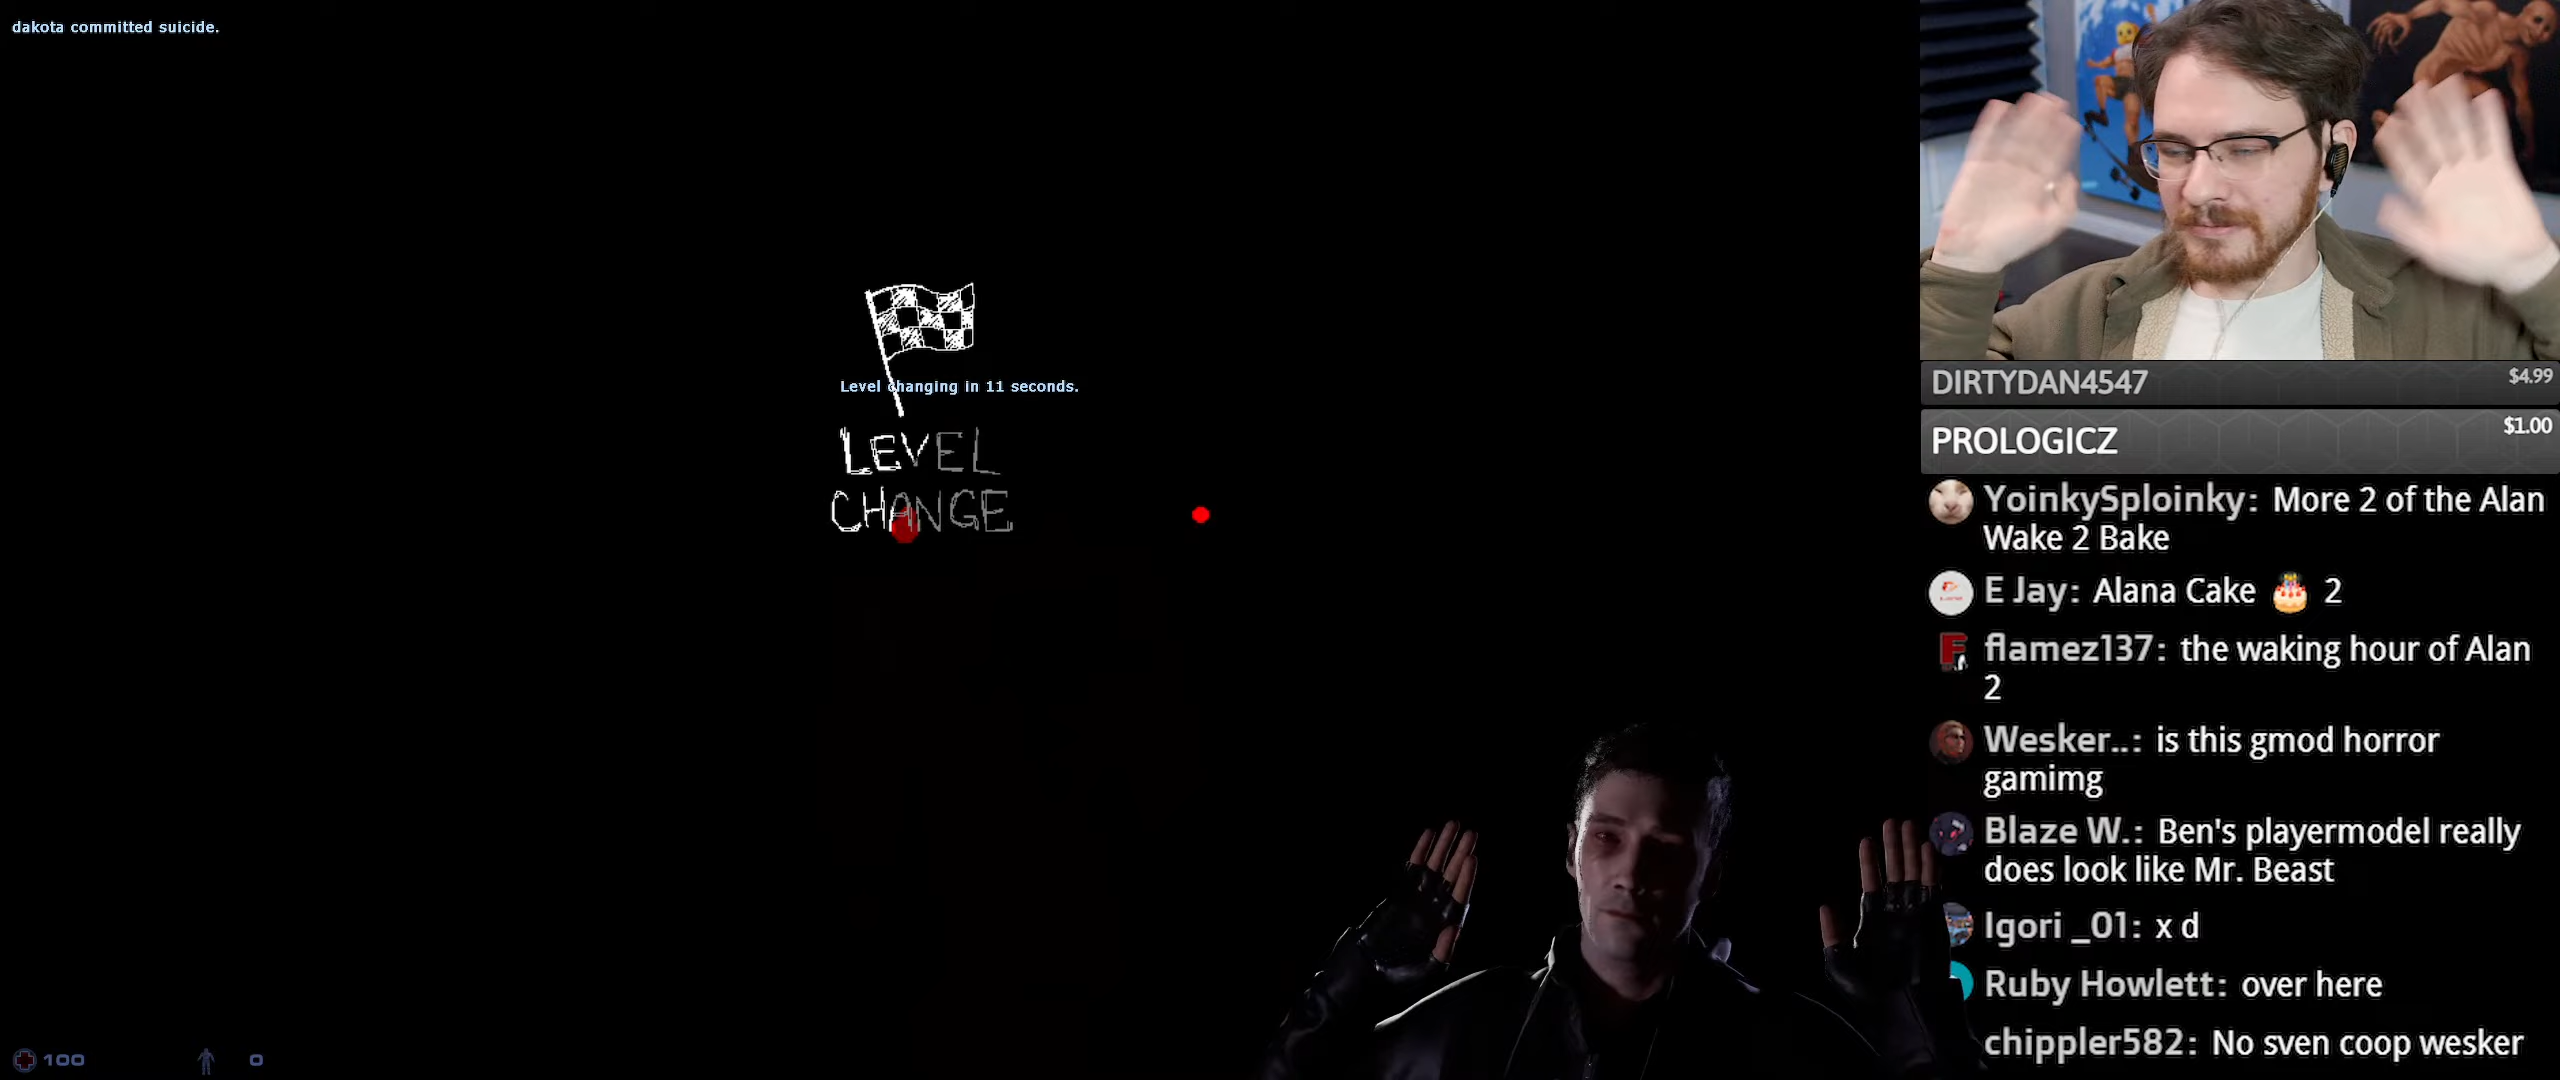 dakota committed suicide.
Level changing in 11 seconds.
LEVEL
CHANGE
100
0
DIRTYDAN4547 $4.99
PROLOGICZ $1.00
YoinkySploinky: More 2 of the Alan
Wake 2 Bake
E Jay: Alana Cake 🎂 2
flamez137: the waking hour of Alan
2
Wesker..: is this gmod horror
gamimg
Blaze W.: Ben's playermodel really
does look like Mr. Beast
Igori _01: x d
Ruby Howlett: over here
chippler582: No sven coop wesker